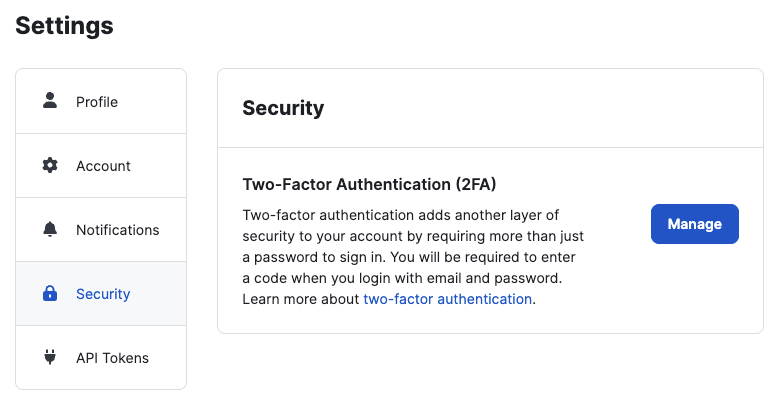 Settings
Profile
Account
Notifications
Security
API Tokens
Security
Two-Factor Authentication (2FA)
Two-factor authentication adds another layer of
security to your account by requiring more than just
a password to sign in. You will be required to enter
a code when you login with email and password.
Learn more about two-factor authentication.
Manage